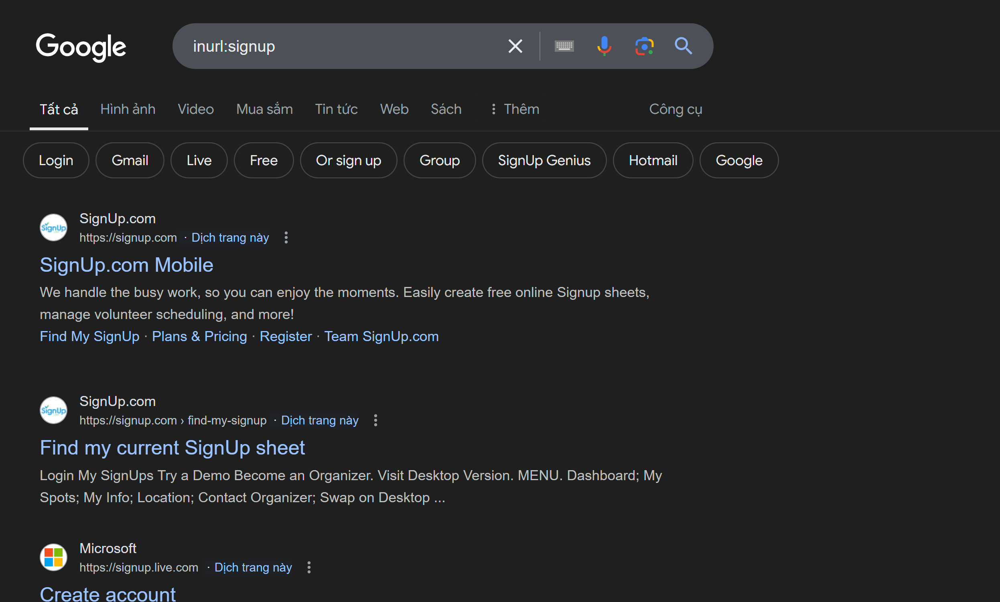 Google
inurl:signup
Tất cả Hình ảnh Video Mua sắm Tin tức Web Sách Thêm Công cụ
Login Gmail Live Free Or sign up Group SignUp Genius Hotmail Google
SignUp
SignUp.com
https://signup.com · Dịch trang này
SignUp.com Mobile
We handle the busy work, so you can enjoy the moments. Easily create free online Signup sheets,
manage volunteer scheduling, and more!
Find My SignUp · Plans & Pricing · Register · Team SignUp.com
SignUp
SignUp.com
https://signup.com › find-my-signup · Dịch trang này
Find my current SignUp sheet
Login My SignUps Try a Demo Become an Organizer. Visit Desktop Version. MENU. Dashboard; My
Spots; My Info; Location; Contact Organizer; Swap on Desktop ...
Microsoft
https://signup.live.com · Dịch trang này
Create account